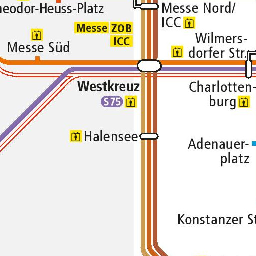 eodor-Heuss-Platz
Messe Nord/
ICC
Messe ZOB
ICC
Messe Süd
Wilmers-
dorfer Str.
Westkreuz
S75
Charlotten-
burg
Halensee
Adenauer-
platz
Konstanzer St